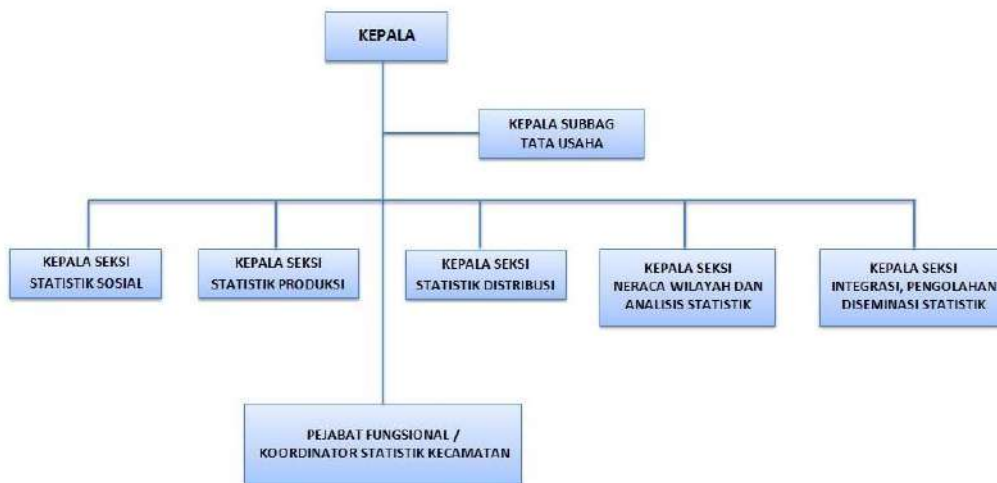 KEPALA
KEPALA SUBBAG
TATA USAHA
KEPALA SEKSI
STATISTIK SOSIAL
KEPALA SEKSI
STATISTIK PRODUKSI
KEPALA SEKSI
STATISTIK DISTRIBUSI
KEPALA SEKSI
NERACA WILAYAH DAN
ANALISIS STATISTIK
KEPALA SEKSI
INTEGRASI, PENGOLAHAN
DISEMINASI STATISTIK
PEJABAT FUNGSIONAL /
KOORDINATOR STATISTIK KECAMATAN